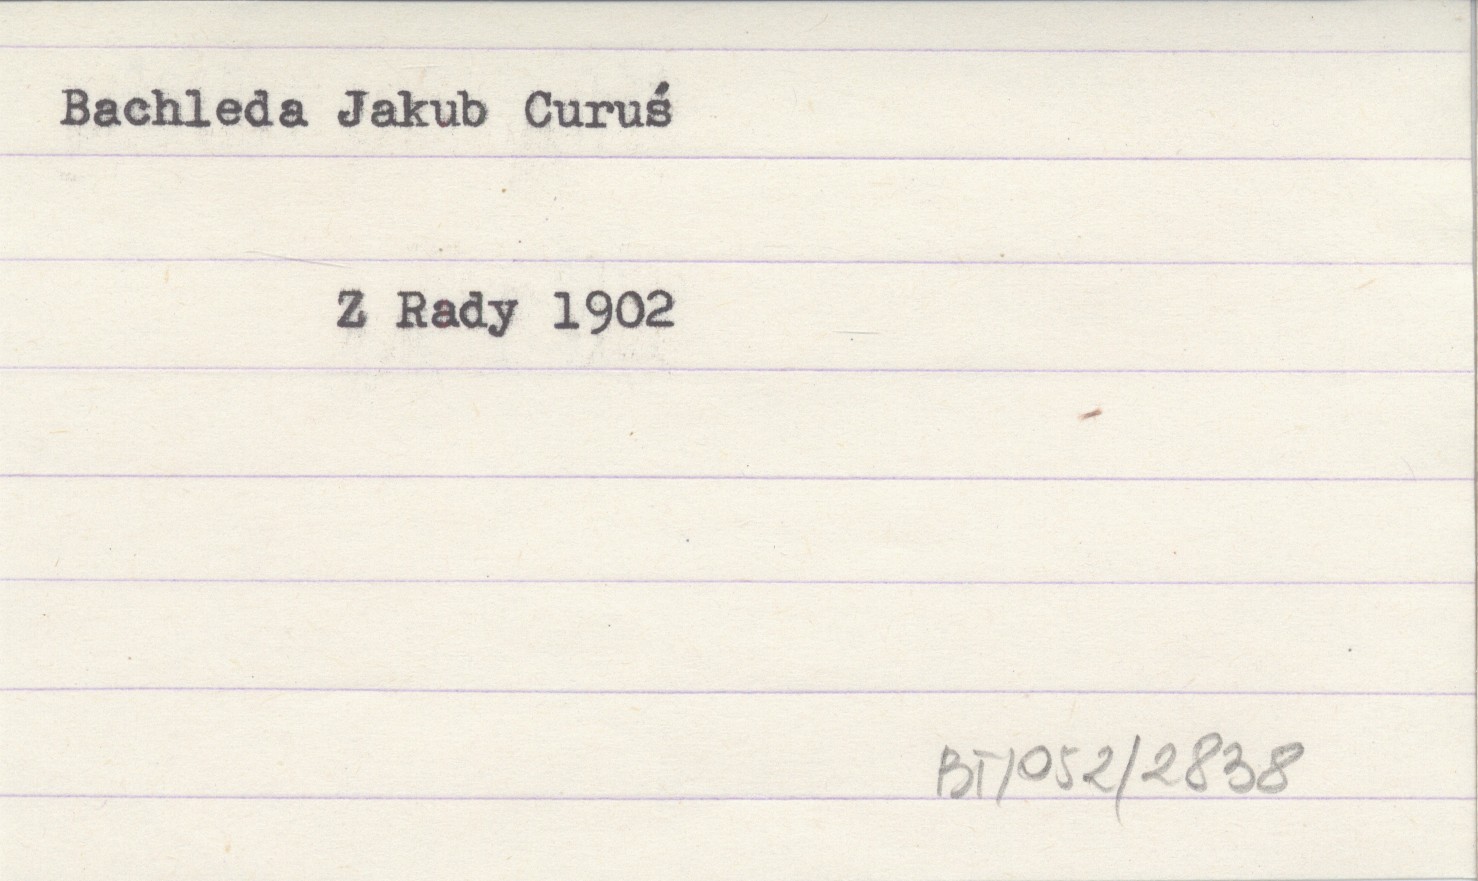 Bachleda Jakub Curuś
Z Rady 1902
BT/052/2838